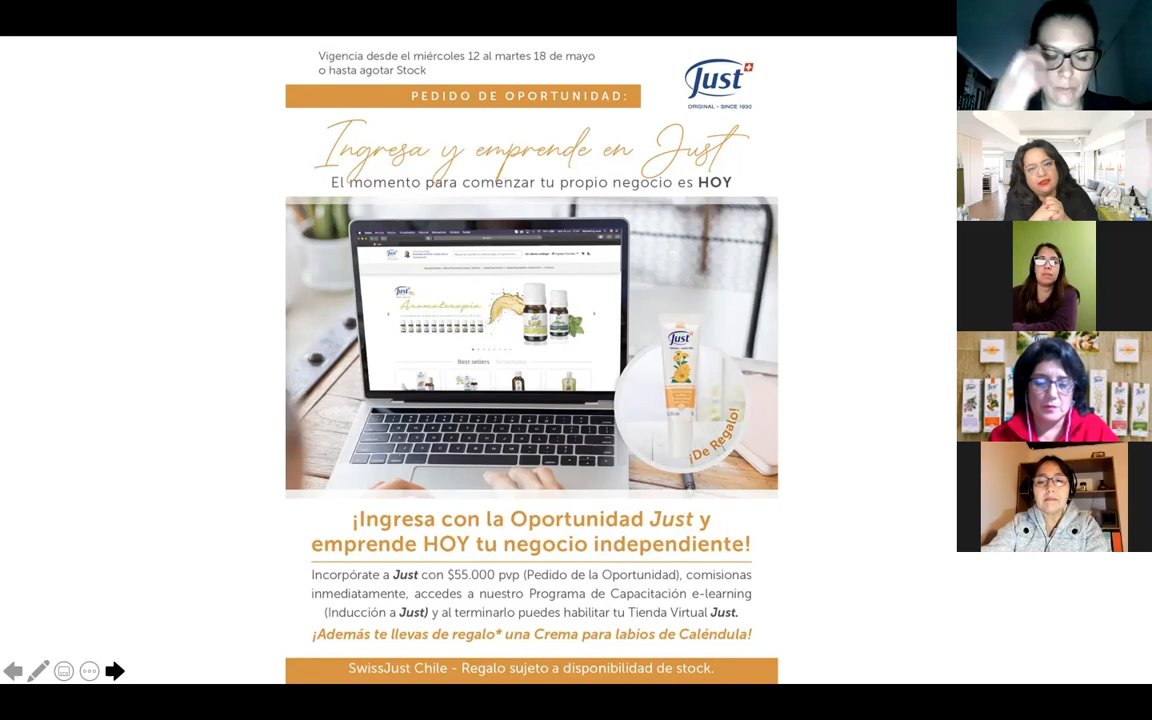 Vigencia desde el miércoles 12 al martes 18 de mayo
o hasta agotar Stock
PEDIDO DE OPORTUNIDAD:
Just
ORIGINAL - SINCE 1930
Ingresa y emprende en Just
El momento para comenzar tu propio negocio es HOY
Just
Aromaterapia
Best sellers
Just
¡De Regalo!
¡Ingresa con la Oportunidad Just y
emprende HOY tu negocio independiente!
Incorpórate a Just con $55.000 pvp (Pedido de la Oportunidad), comisionas
inmediatamente, accedes a nuestro Programa de Capacitación e-learning
(Inducción a Just) y al terminarlo puedes habilitar tu Tienda Virtual Just.
¡Además te llevas de regalo* una Crema para labios de Caléndula!
SwissJust Chile - Regalo sujeto a disponibilidad de stock.